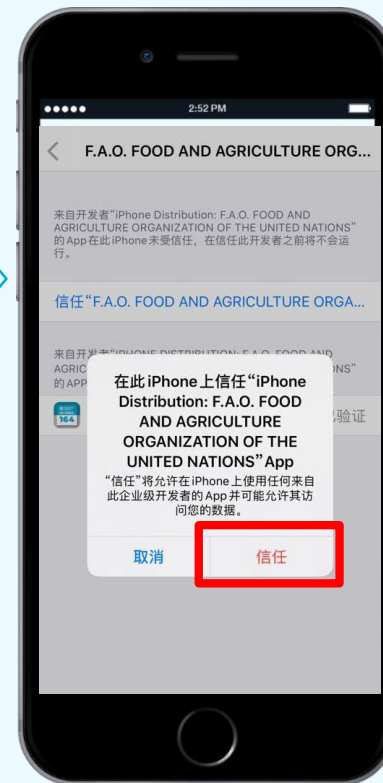 2:52 PM
F.A.O. FOOD AND AGRICULTURE ORG...
来自开发者“iPhone Distribution: F.A.O. FOOD AND
AGRICULTURE ORGANIZATION OF THE UNITED NATIONS”
的 App 在此 iPhone 未受信任，在信任此开发者之前将不会运
行。
信任“F.A.O. FOOD AND AGRICULTURE ORGA...
来自开发者“IPHONE DISTRIBUTION: F.A.O. FOOD AND
AGRIC
ONS”
的 APP
在此 iPhone 上信任“iPhone
Distribution: F.A.O. FOOD
AND AGRICULTURE
ORGANIZATION OF THE
UNITED NATIONS” App
“信任”将允许在 iPhone 上使用任何来自
此企业级开发者的 App 并可能允许其访
问您的数据。
164
验证
取消
信任